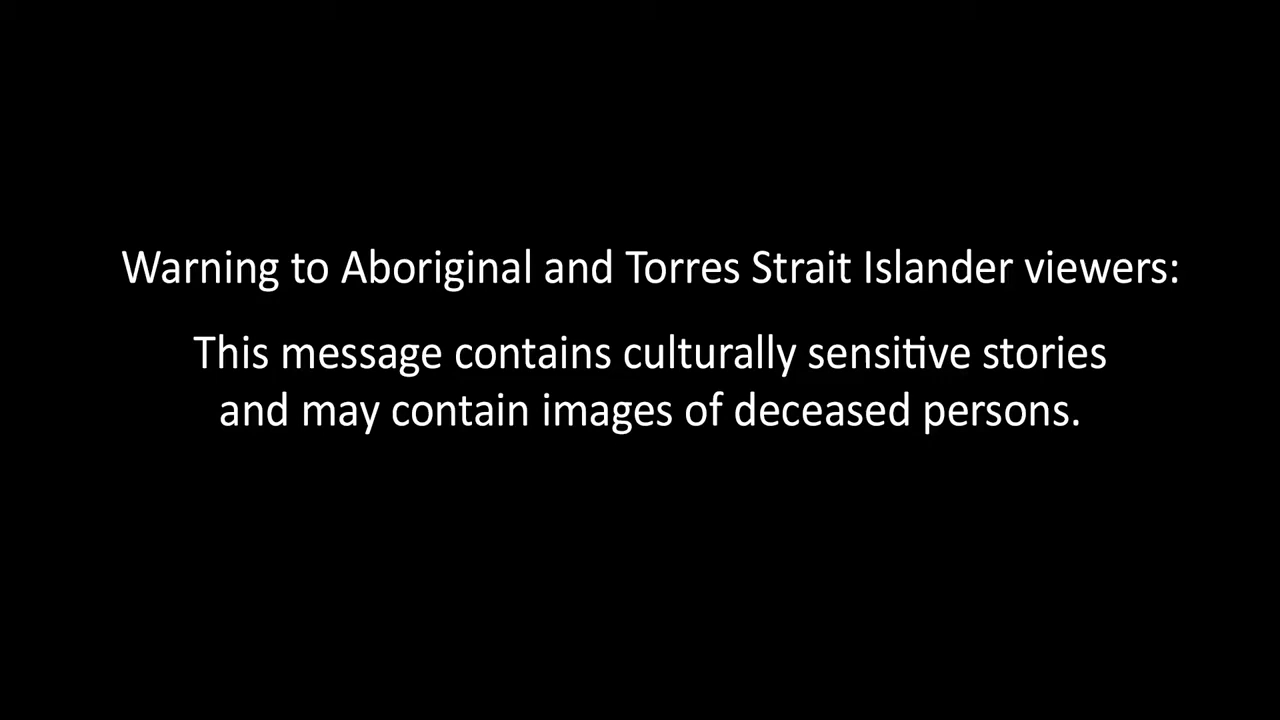 Warning to Aboriginal and Torres Strait Islander viewers:
This message contains culturally sensitive stories
and may contain images of deceased persons.